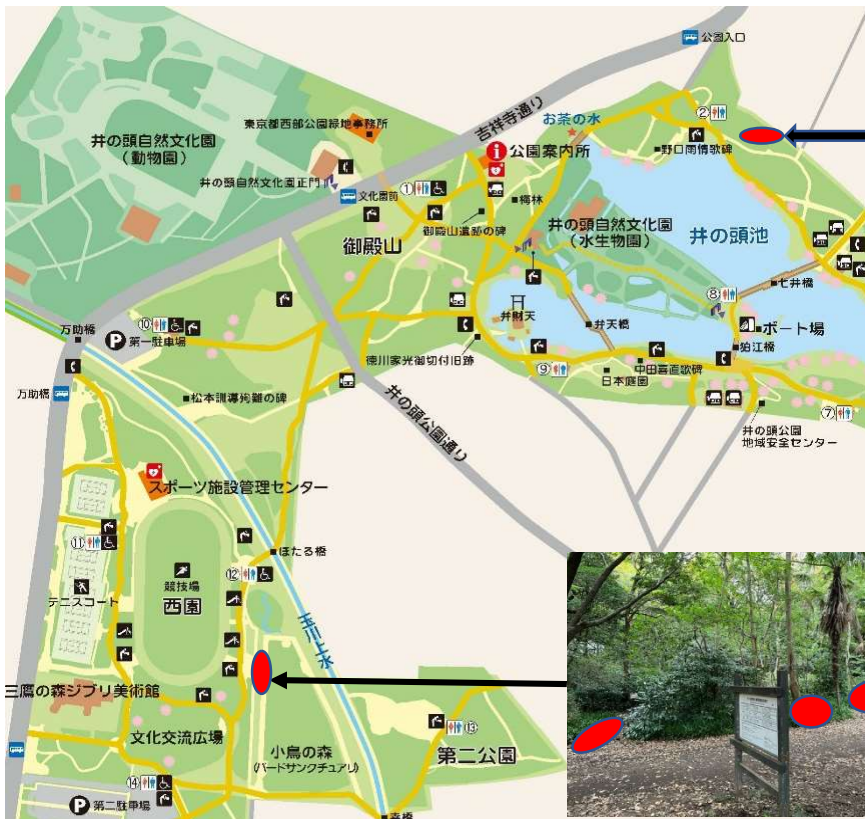 公園入口
吉祥寺通り
東京都西部公園緑地事務所
お茶の水
②
井の頭自然文化園
(動物園)
公園案内所
野口雨情歌碑
井の頭自然文化園正門
文化園前
①
梅林
御殿山遺跡の碑
井の頭自然文化園
(水生物園)
井の頭池
御殿山
七井橋
⑧
弁財天
ボート場
万助橋
⑩
P
第一駐車場
弁天橋
狛江橋
徳川家光御切付旧跡
⑨
中田喜直歌碑
日本庭園
万助橋
松本訓導殉難の碑
井の頭公園通り
⑦
井の頭公園
地域安全センター
スポーツ施設管理センター
⑪
ほたる橋
競技場
⑫
テニスコート
西園
玉川上水
三鷹の森ジブリ美術館
文化交流広場
小鳥の森
(バードサンクチュアリ)
第二公園
⑬
⑭
P
第二駐車場
幸橋